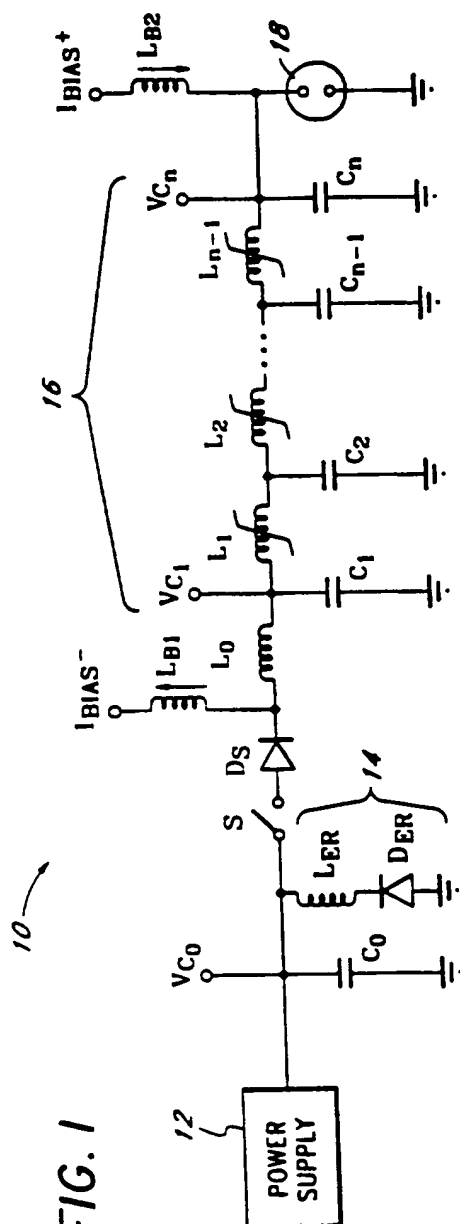 FIG. 1
10
12
POWER
SUPPLY
VC0
C0
LER
DER
14
S
DS
IBIAS-
LB1
L0
VC1
C1
L1
16
C2
L2
....
Cn-1
Ln-1
VCn
Cn
IBIAS+
LB2
18